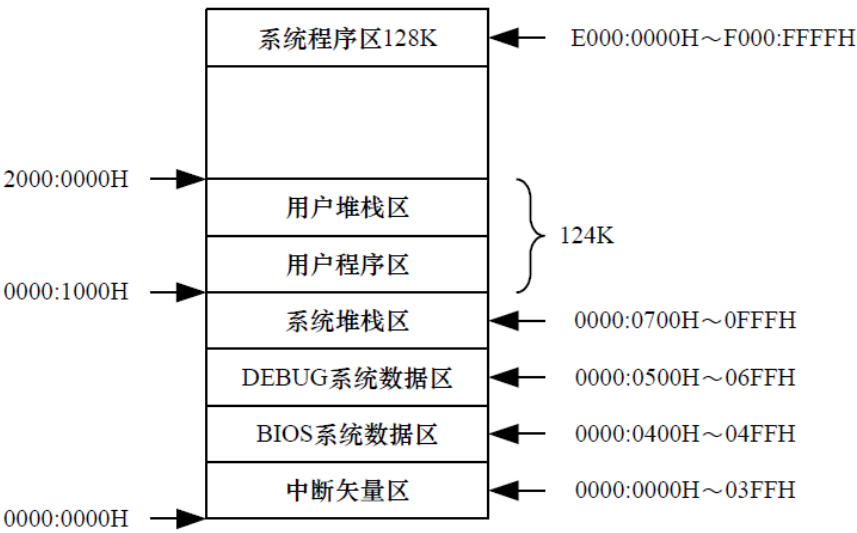 系统程序区128K
E000:0000H～F000:FFFFH
2000:0000H
用户堆栈区
124K
用户程序区
0000:1000H
系统堆栈区
0000:0700H～0FFFH
DEBUG系统数据区
0000:0500H～06FFH
BIOS系统数据区
0000:0400H～04FFH
中断矢量区
0000:0000H～03FFH
0000:0000H